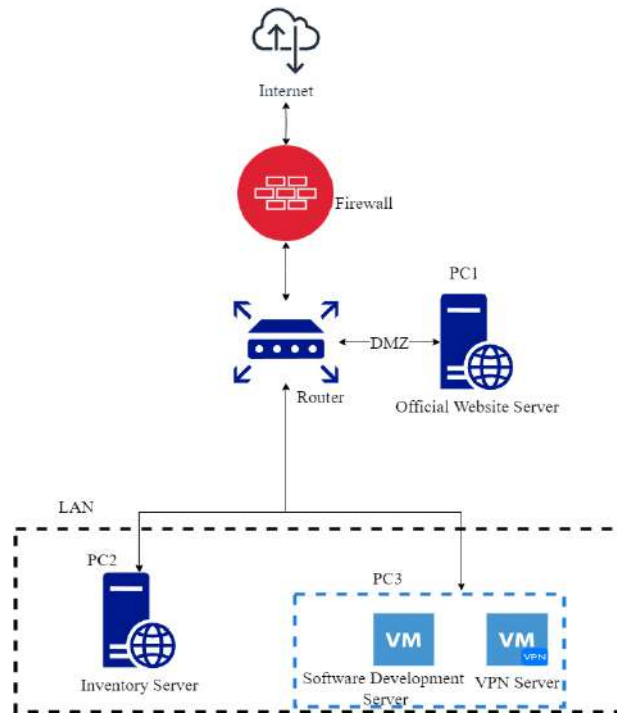 Internet
Firewall
PC1
DMZ
Router
Official Website Server
LAN
PC2
PC3
VM
VM
VPN
Inventory Server
Software Development
Server
VPN Server